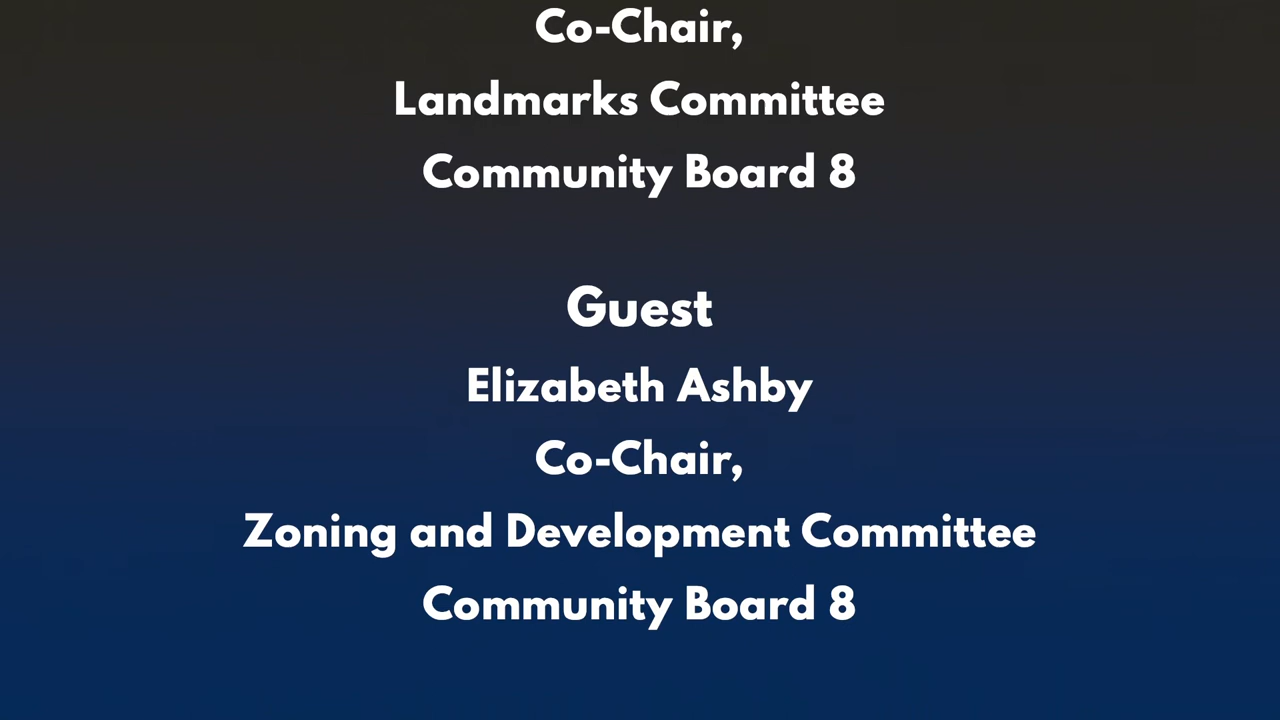 Co-Chair,
Landmarks Committee
Community Board 8
Guest
Elizabeth Ashby
Co-Chair,
Zoning and Development Committee
Community Board 8